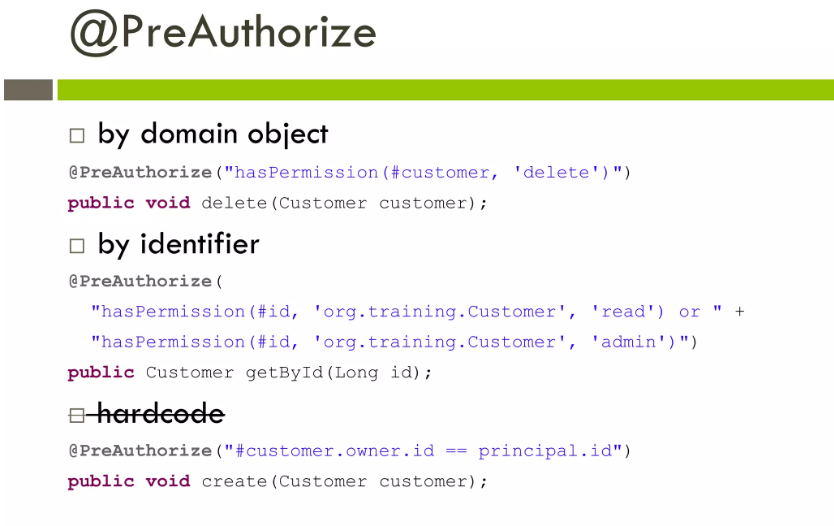 @PreAuthorize
by domain object
@PreAuthorize("hasPermission(#customer, 'delete')")
public void delete(Customer customer);
by identifier
@PreAuthorize(
"hasPermission(#id, 'org.training.Customer', 'read') or " +
"hasPermission(#id, 'org.training.Customer', 'admin')")
public Customer getById(Long id);
hardcode
@PreAuthorize("#customer.owner.id == principal.id")
public void create(Customer customer);